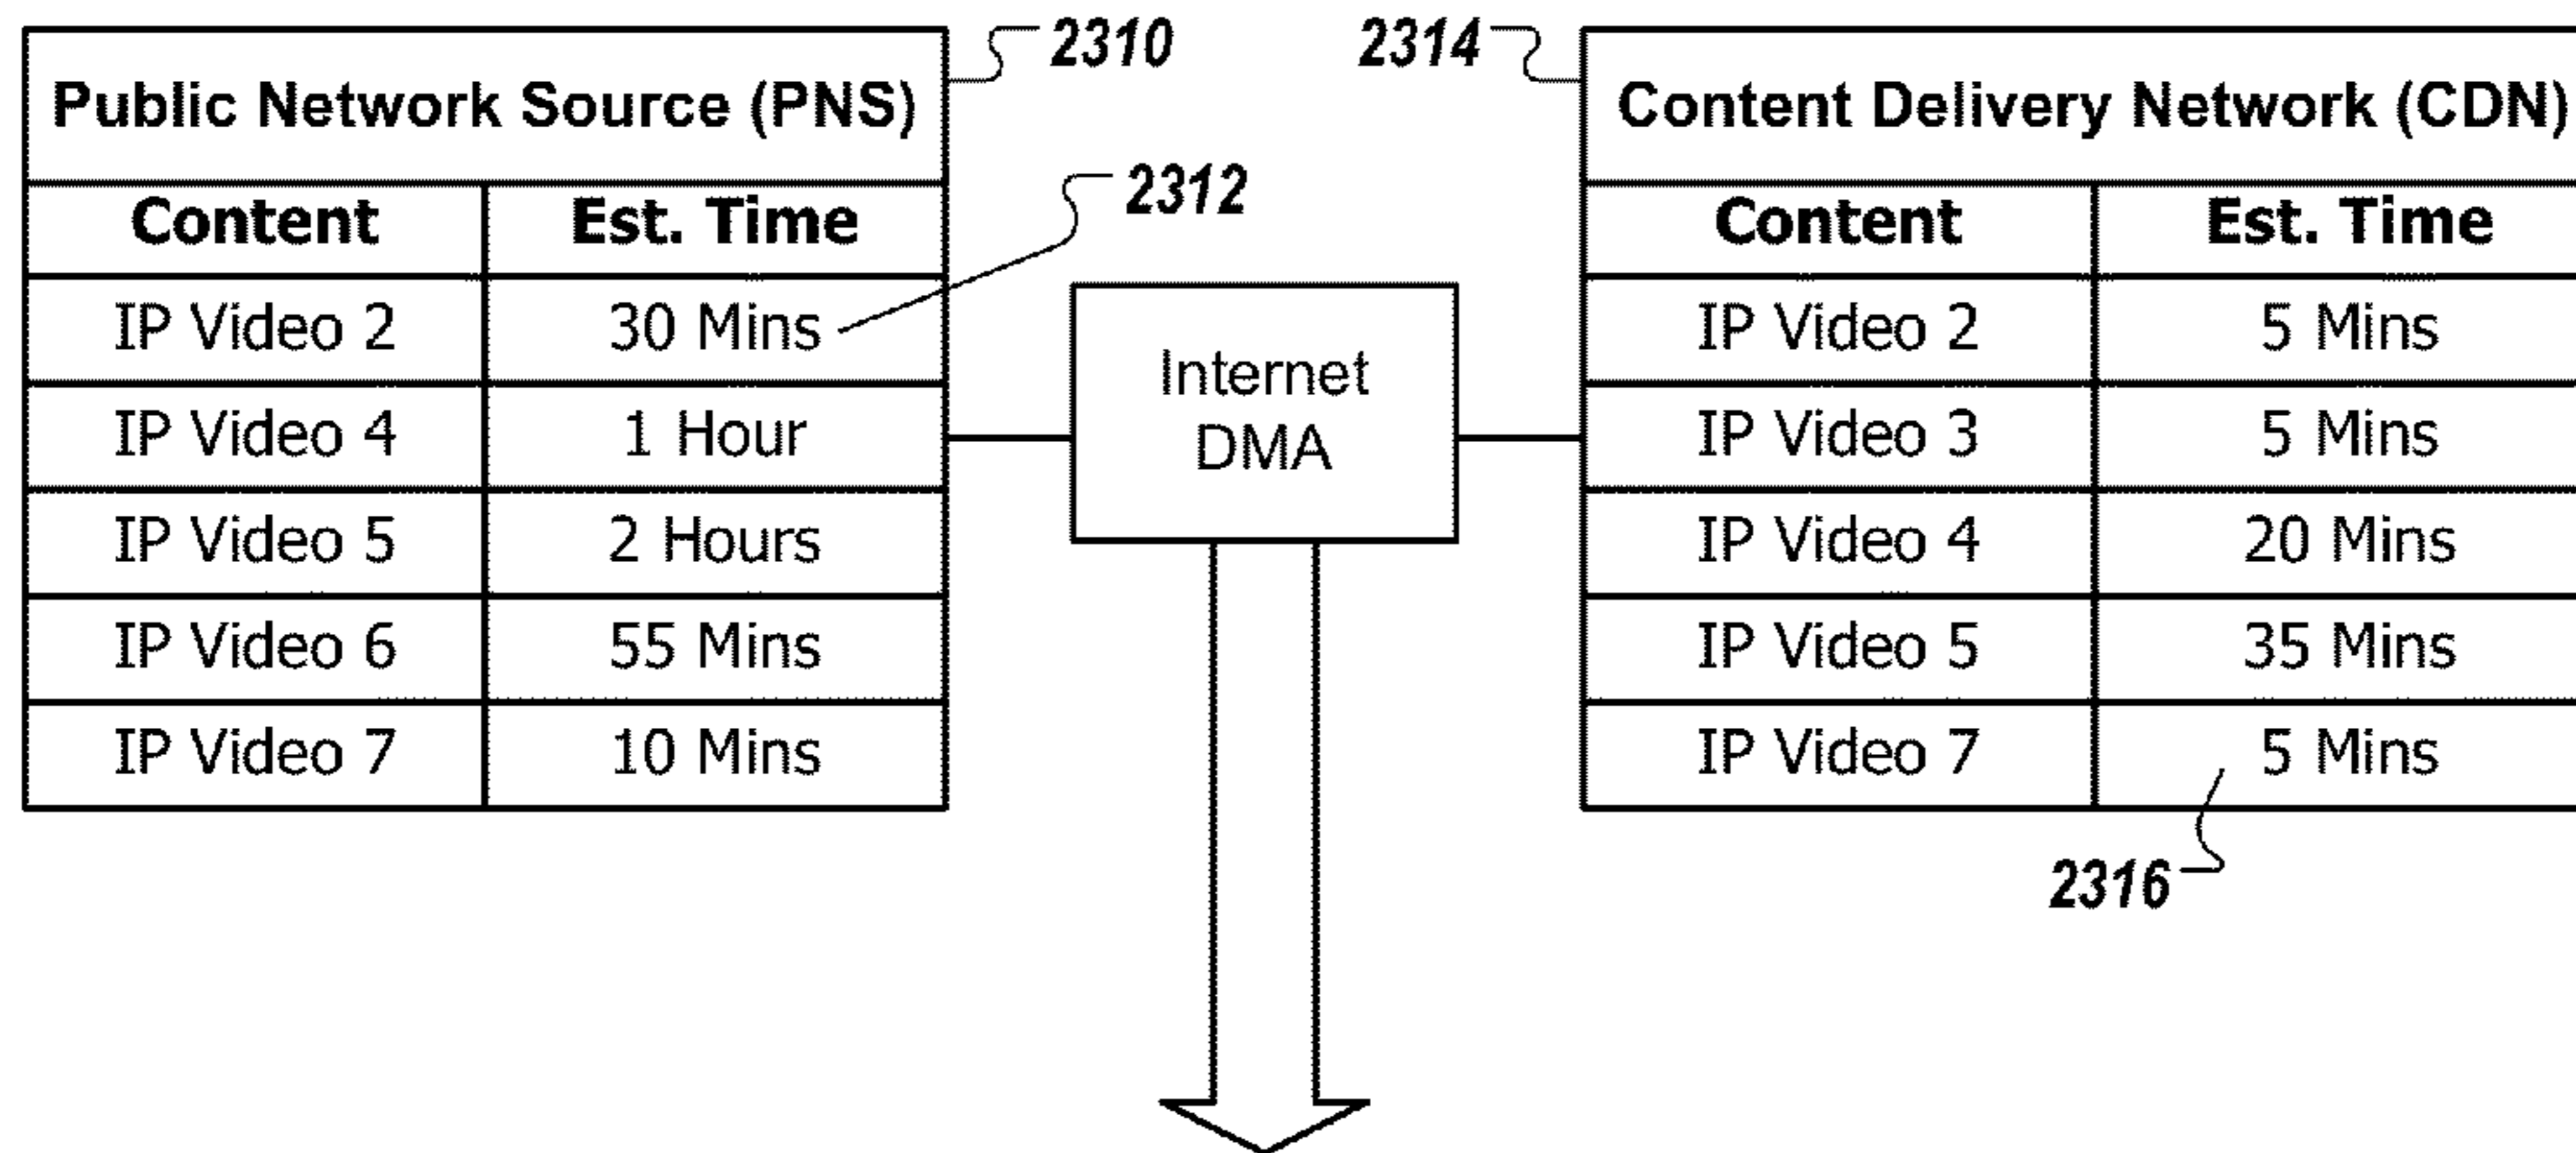 2310
Public Network Source (PNS)
Content Est. Time
2312
IP Video 2 30 Mins
IP Video 4 1 Hour
IP Video 5 2 Hours
IP Video 6 55 Mins
IP Video 7 10 Mins
Internet
DMA
2314
Content Delivery Network (CDN)
Content Est. Time
IP Video 2 5 Mins
IP Video 3 5 Mins
IP Video 4 20 Mins
IP Video 5 35 Mins
IP Video 7 5 Mins
2316